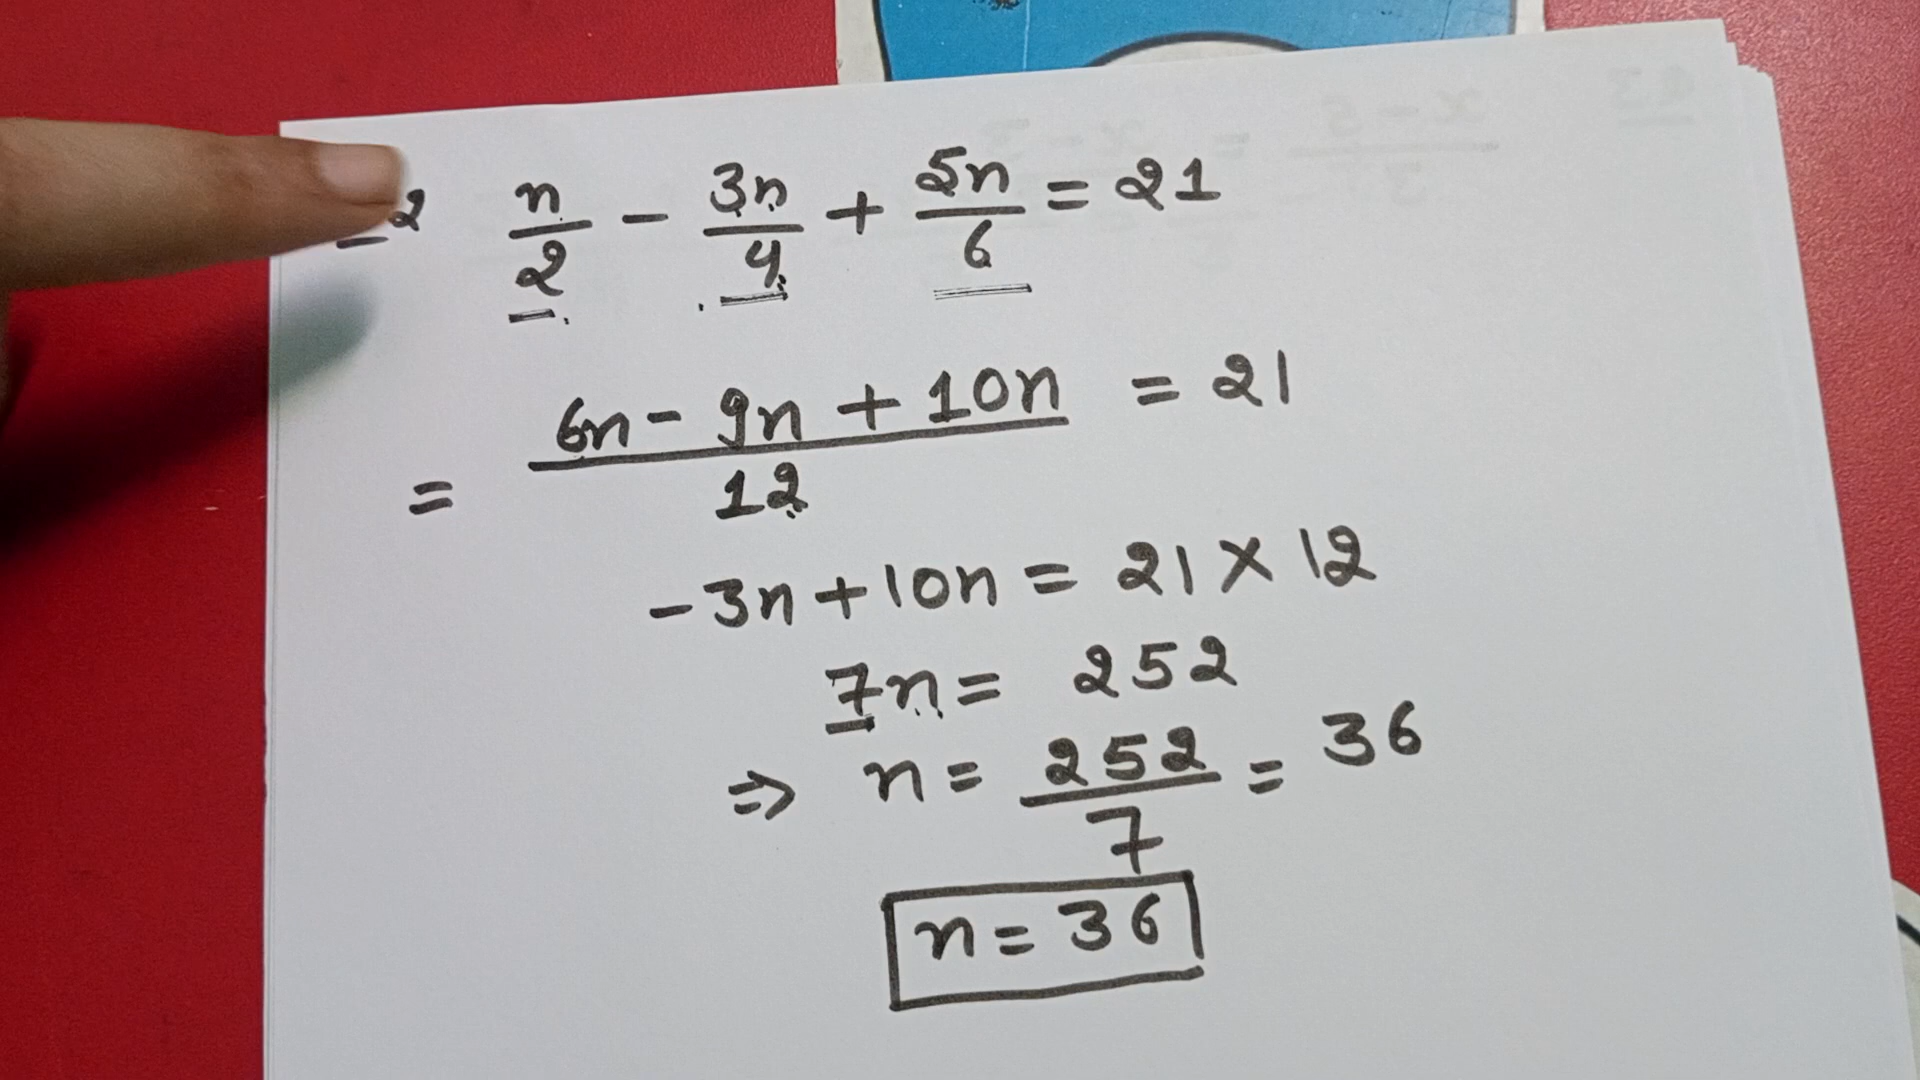 2 n/2 - 3n/4 + 5n/6 = 21
= (6n - 9n + 10n)/12 = 21
-3n + 10n = 21 × 12
7n = 252
⇒ n = 252/7 = 36
n = 36